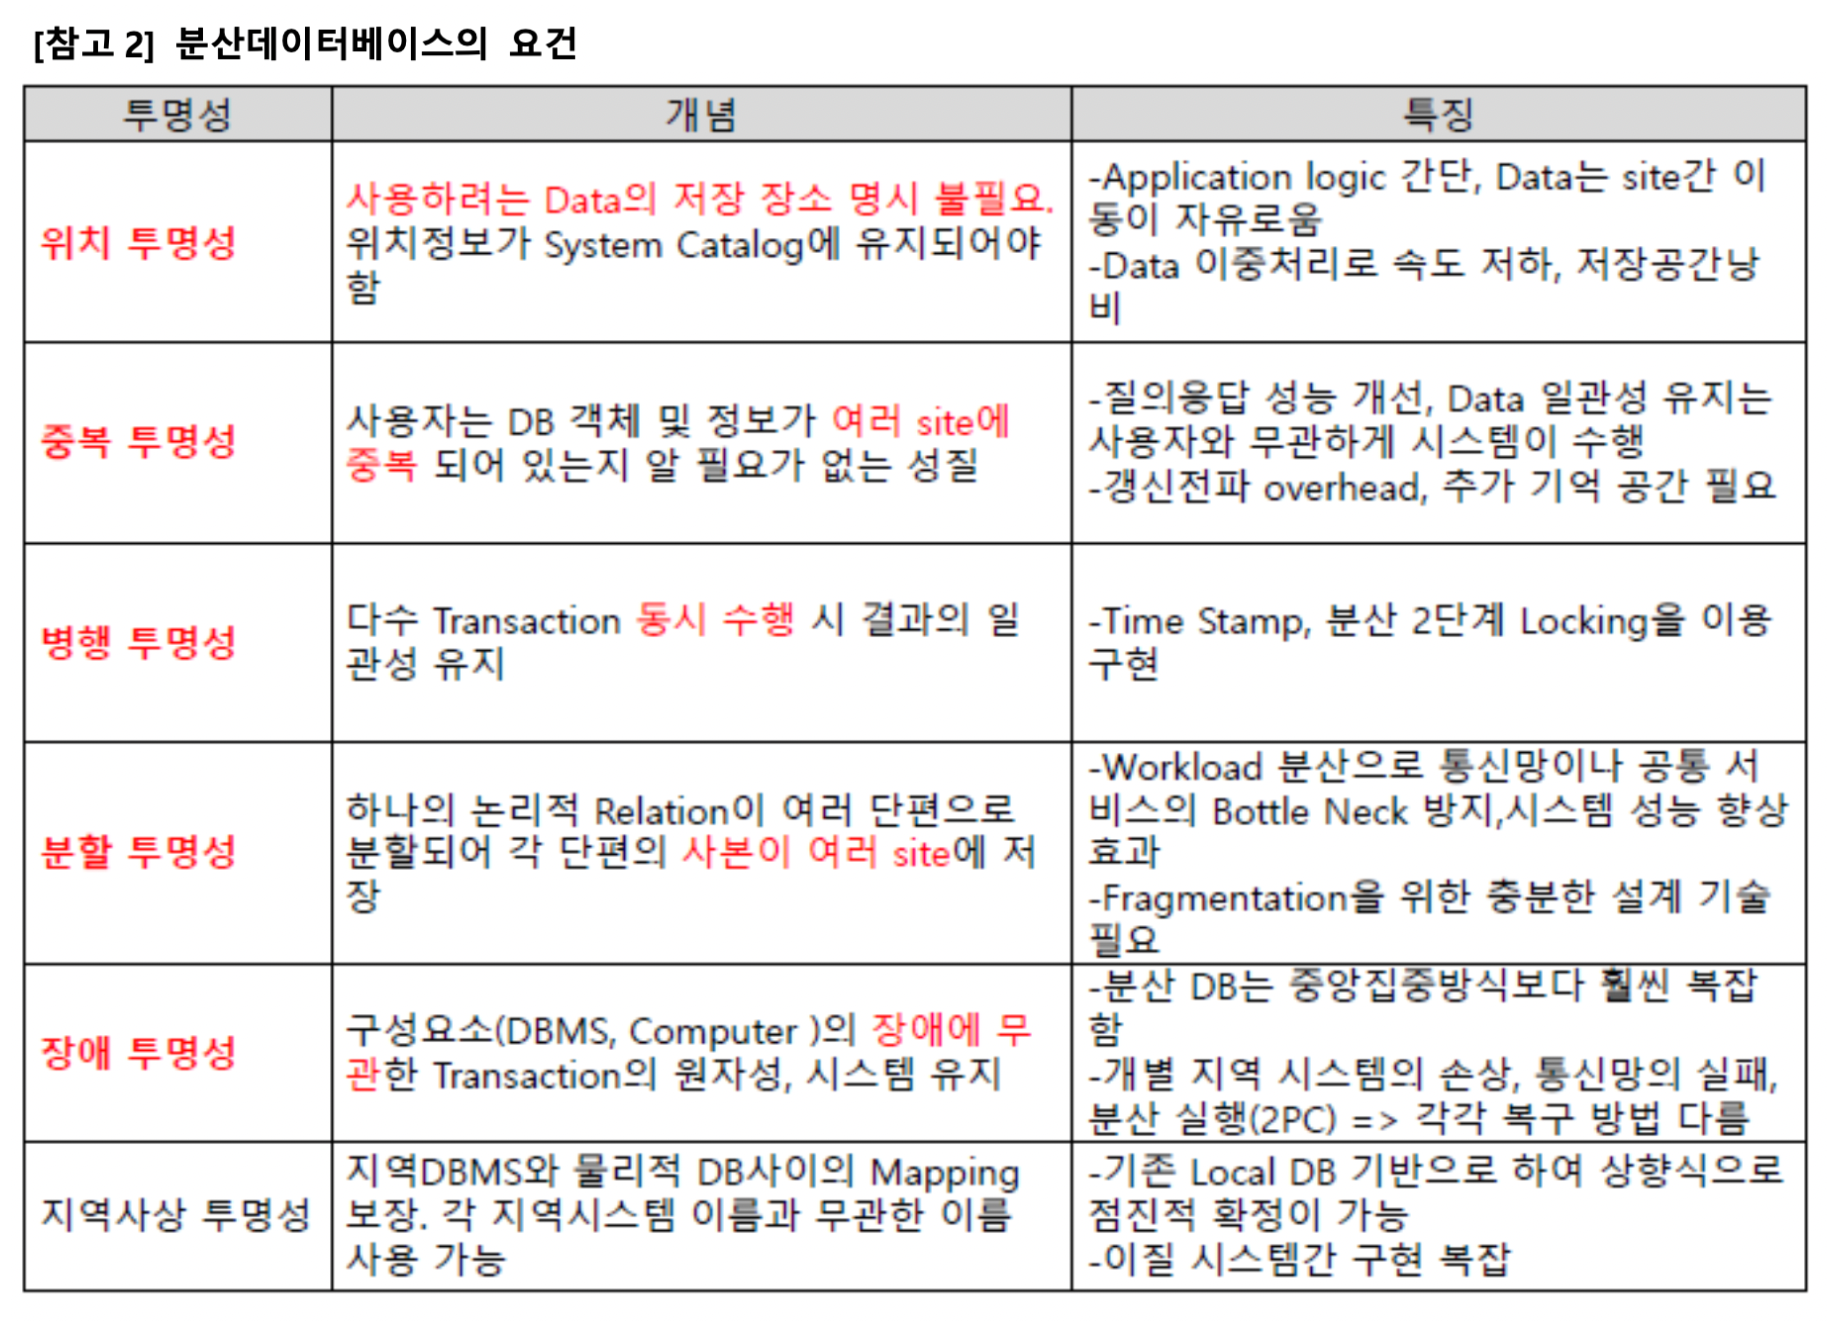 [참고 2] 분산데이터베이스의 요건
투명성
개념
특징
위치 투명성
사용하려는 Data의 저장 장소 명시 불필요.
위치정보가 System Catalog에 유지되어야
함
-Application logic 간단, Data는 site간 이
동이 자유로움
-Data 이중처리로 속도 저하, 저장공간낭
비
중복 투명성
사용자는 DB 객체 및 정보가 여러 site에
중복 되어 있는지 알 필요가 없는 성질
-질의응답 성능 개선, Data 일관성 유지는
사용자와 무관하게 시스템이 수행
-갱신전파 overhead, 추가 기억 공간 필요
병행 투명성
다수 Transaction 동시 수행 시 결과의 일
관성 유지
-Time Stamp, 분산 2단계 Locking을 이용
구현
분할 투명성
하나의 논리적 Relation이 여러 단편으로
분할되어 각 단편의 사본이 여러 site에 저
장
-Workload 분산으로 통신망이나 공통 서
비스의 Bottle Neck 방지,시스템 성능 향상
효과
-Fragmentation을 위한 충분한 설계 기술
필요
장애 투명성
구성요소(DBMS, Computer )의 장애에 무
관한 Transaction의 원자성, 시스템 유지
-분산 DB는 중앙집중방식보다 훨씬 복잡
함
-개별 지역 시스템의 손상, 통신망의 실패,
분산 실행(2PC) => 각각 복구 방법 다름
지역사상 투명성
지역DBMS와 물리적 DB사이의 Mapping
보장. 각 지역시스템 이름과 무관한 이름
사용 가능
-기존 Local DB 기반으로 하여 상향식으로
점진적 확정이 가능
-이질 시스템간 구현 복잡